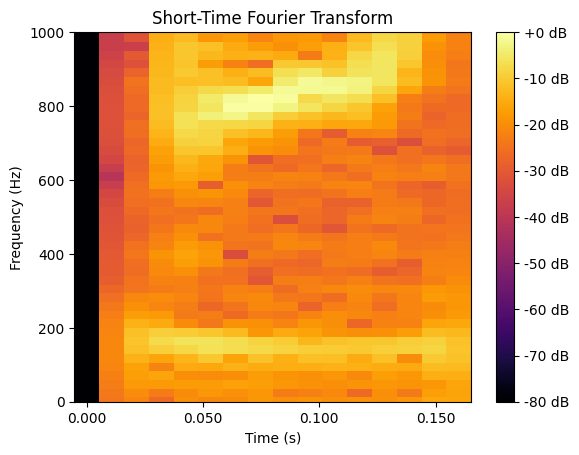 Short-Time Fourier Transform
1000
800
600
400
200
0
Frequency (Hz)
0.000
0.050
0.100
0.150
Time (s)
+0 dB
-10 dB
-20 dB
-30 dB
-40 dB
-50 dB
-60 dB
-70 dB
-80 dB